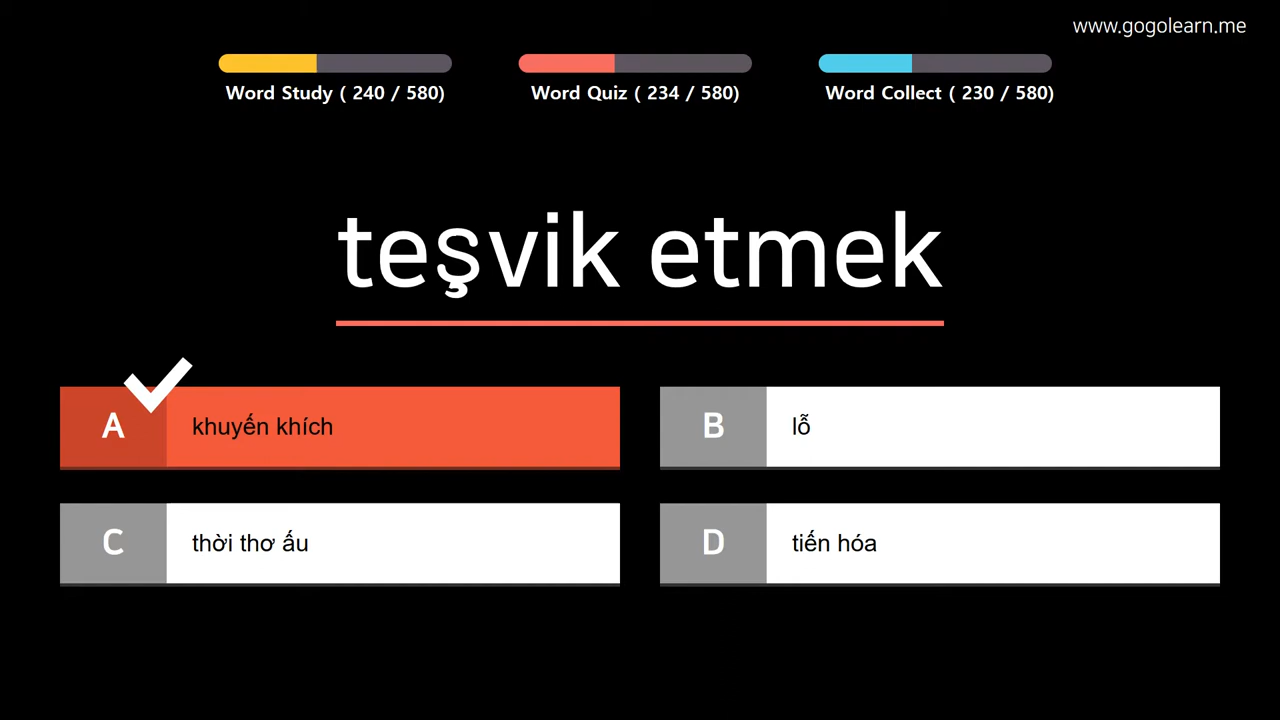 www.gogolearn.me
Word Study ( 240 / 580)
Word Quiz ( 234 / 580)
Word Collect ( 230 / 580)
teşvik etmek
A khuyến khích
B lỗ
C thời thơ ấu
D tiến hóa